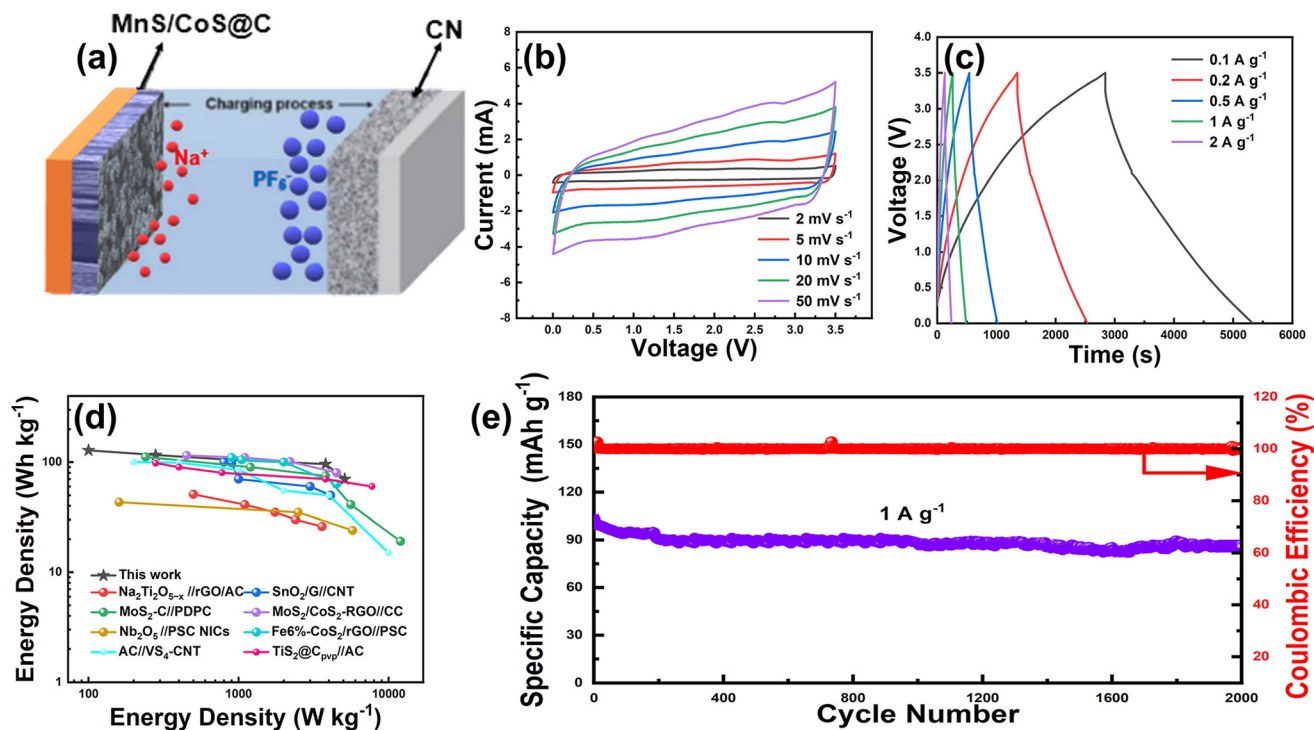 (a)
MnS/CoS@C
CN
Charging process
Na⁺
PF₆⁻
(b)
Current (mA)
8
6
4
2
0
-2
-4
-6
-8
2 mV s⁻¹
5 mV s⁻¹
10 mV s⁻¹
20 mV s⁻¹
50 mV s⁻¹
0.0 0.5 1.0 1.5 2.0 2.5 3.0 3.5
Voltage (V)
(c)
Voltage (V)
4.0
3.5
3.0
2.5
2.0
1.5
1.0
0.5
0.0
0.1 A g⁻¹
0.2 A g⁻¹
0.5 A g⁻¹
1 A g⁻¹
2 A g⁻¹
0 1000 2000 3000 4000 5000 6000
Time (s)
(d)
Energy Density (Wh kg⁻¹)
100
10
1
This work
Na₂Ti₂O₅₋ₓ//rGO/AC
SnO₂/G//CNT
MoS₂-C//PDPC
MoS₂/CoS₂-RGO//CC
Nb₂O₅//PSC NICs
Fe6%-CoS₂/rGO//PSC
AC//VS₄-CNT
TiS₂@Cpvp//AC
100 1000 10000
Energy Density (W kg⁻¹)
(e)
Specific Capacity (mAh g⁻¹)
180
150
120
90
60
30
0
1 A g⁻¹
0 400 800 1200 1600 2000
Cycle Number
120
100
80
60
40
20
0
Coulombic Efficiency (%)